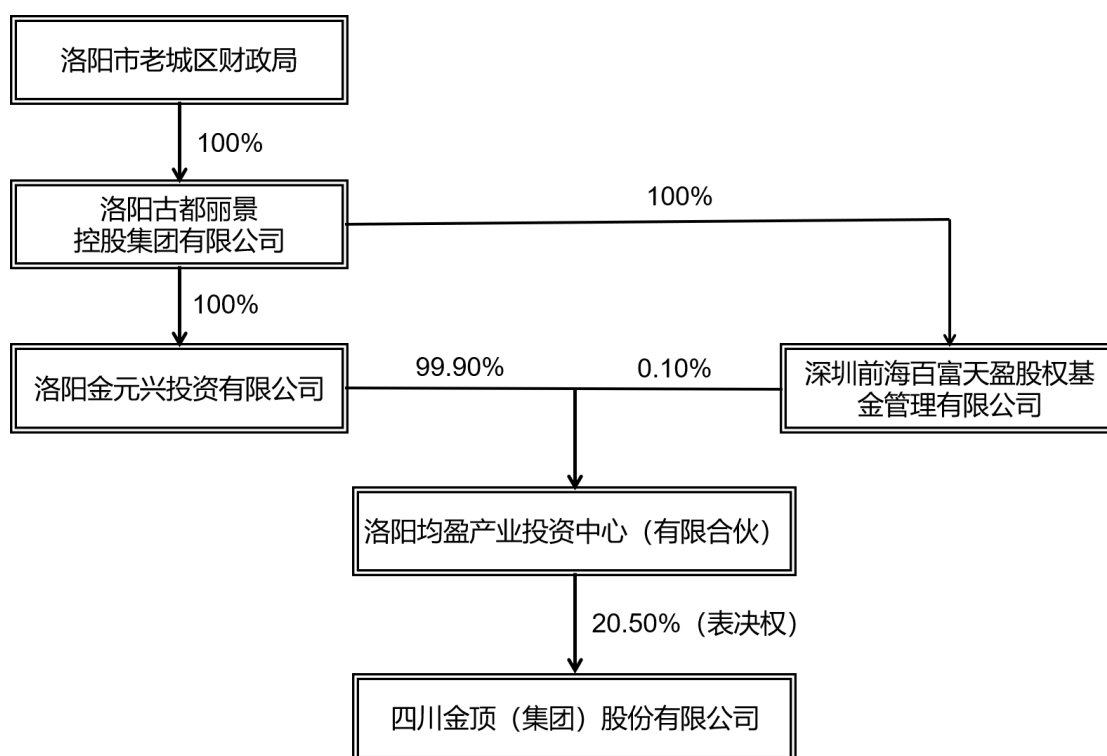 洛阳市老城区财政局
100%
洛阳古都丽景
控股集团有限公司
100%
100%
洛阳金元兴投资有限公司
99.90%
0.10%
深圳前海百富天盈股权基
金管理有限公司
洛阳均盈产业投资中心（有限合伙）
20.50%（表决权）
四川金顶（集团）股份有限公司